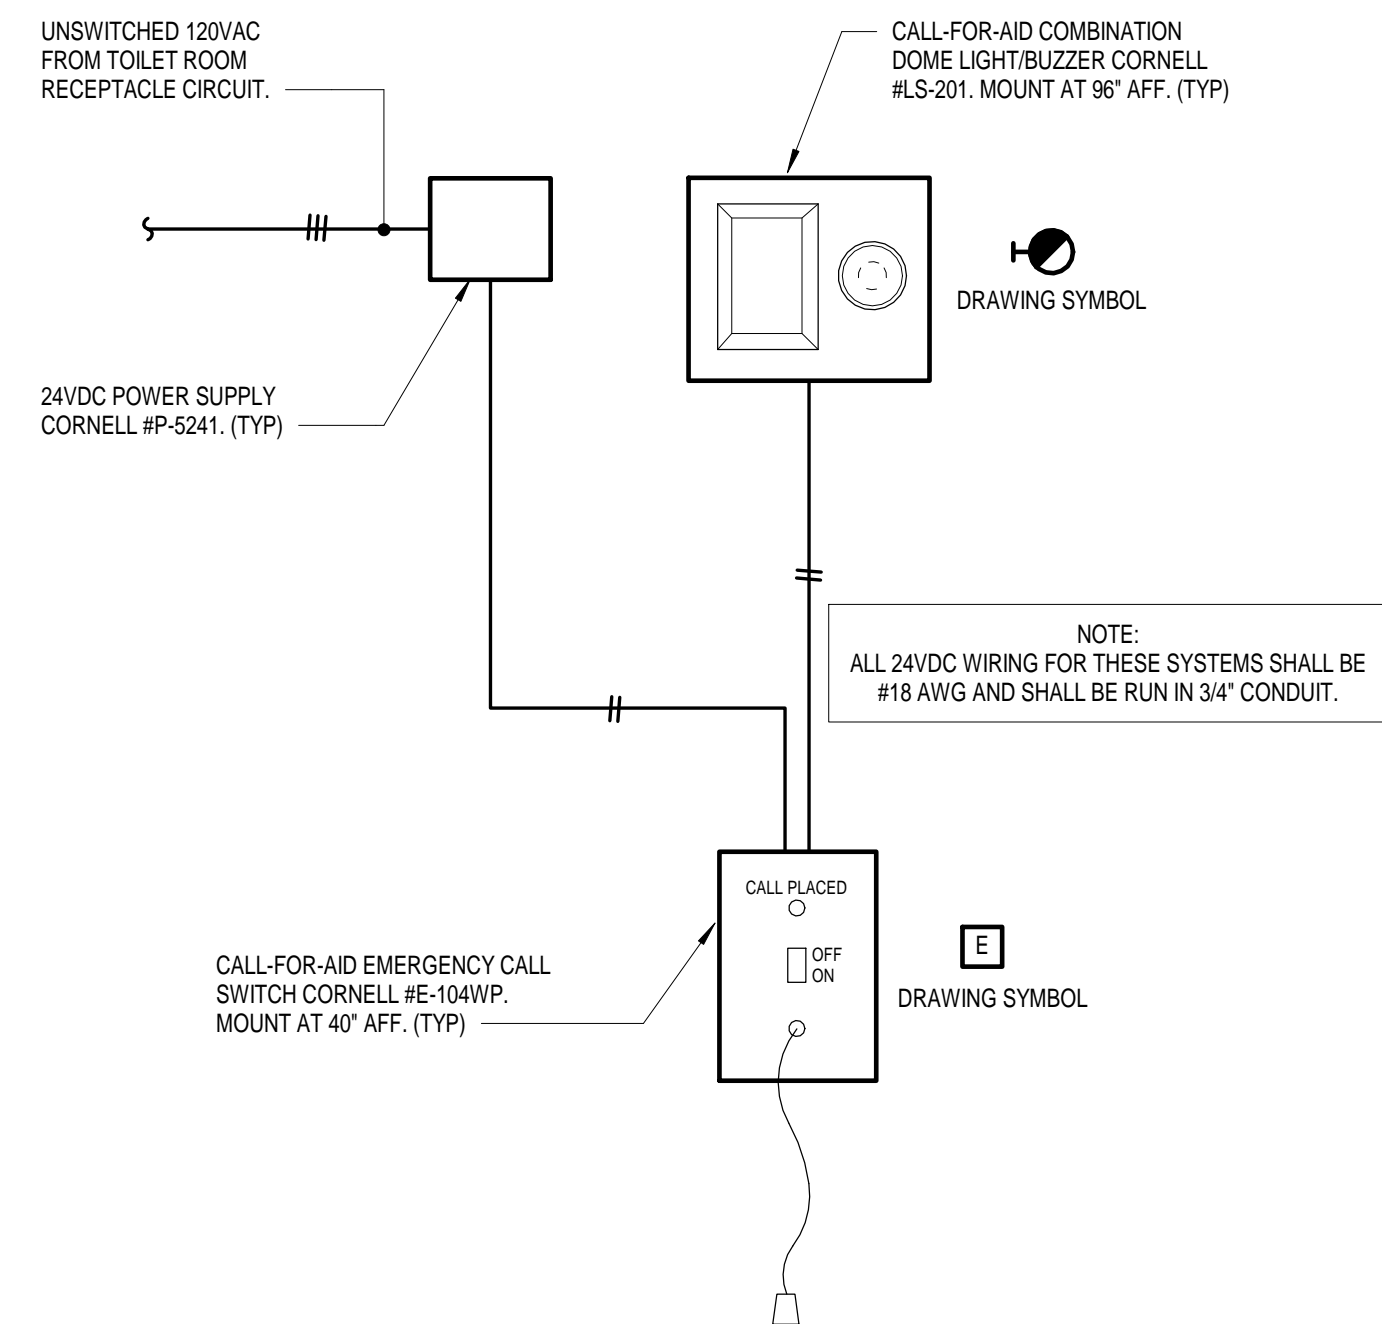 UNSWITCHED 120VAC
FROM TOILET ROOM
RECEPTACLE CIRCUIT.
CALL-FOR-AID COMBINATION
DOME LIGHT/BUZZER CORNELL
#LS-201. MOUNT AT 96" AFF. (TYP)
DRAWING SYMBOL
24VDC POWER SUPPLY
CORNELL #P-5241. (TYP)
NOTE:
ALL 24VDC WIRING FOR THESE SYSTEMS SHALL BE
#18 AWG AND SHALL BE RUN IN 3/4" CONDUIT.
CALL PLACED
OFF
ON
CALL-FOR-AID EMERGENCY CALL
SWITCH CORNELL #E-104WP.
MOUNT AT 40" AFF. (TYP)
E
DRAWING SYMBOL